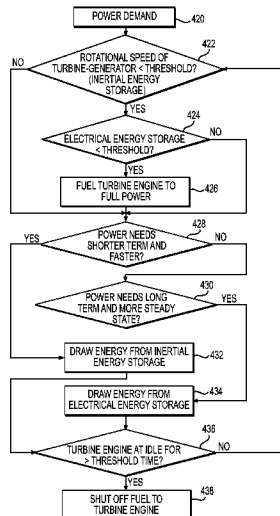 POWER DEMAND
420
422
ROTATIONAL SPEED OF
TURBINE-GENERATOR < THRESHOLD?
(INERTIAL ENERGY
STORAGE)
NO
YES
424
ELECTRICAL ENERGY STORAGE
< THRESHOLD?
NO
YES
FUEL TURBINE ENGINE TO
FULL POWER
426
428
YES
POWER NEEDS
SHORTER TERM AND
FASTER?
NO
430
POWER NEEDS LONG
TERM AND MORE STEADY
STATE?
YES
DRAW ENERGY FROM INERTIAL
ENERGY STORAGE
432
DRAW ENERGY FROM
ELECTRICAL ENERGY STORAGE
434
436
TURBINE ENGINE AT IDLE FOR
> THRESHOLD TIME?
NO
YES
SHUT OFF FUEL TO
TURBINE ENGINE
438